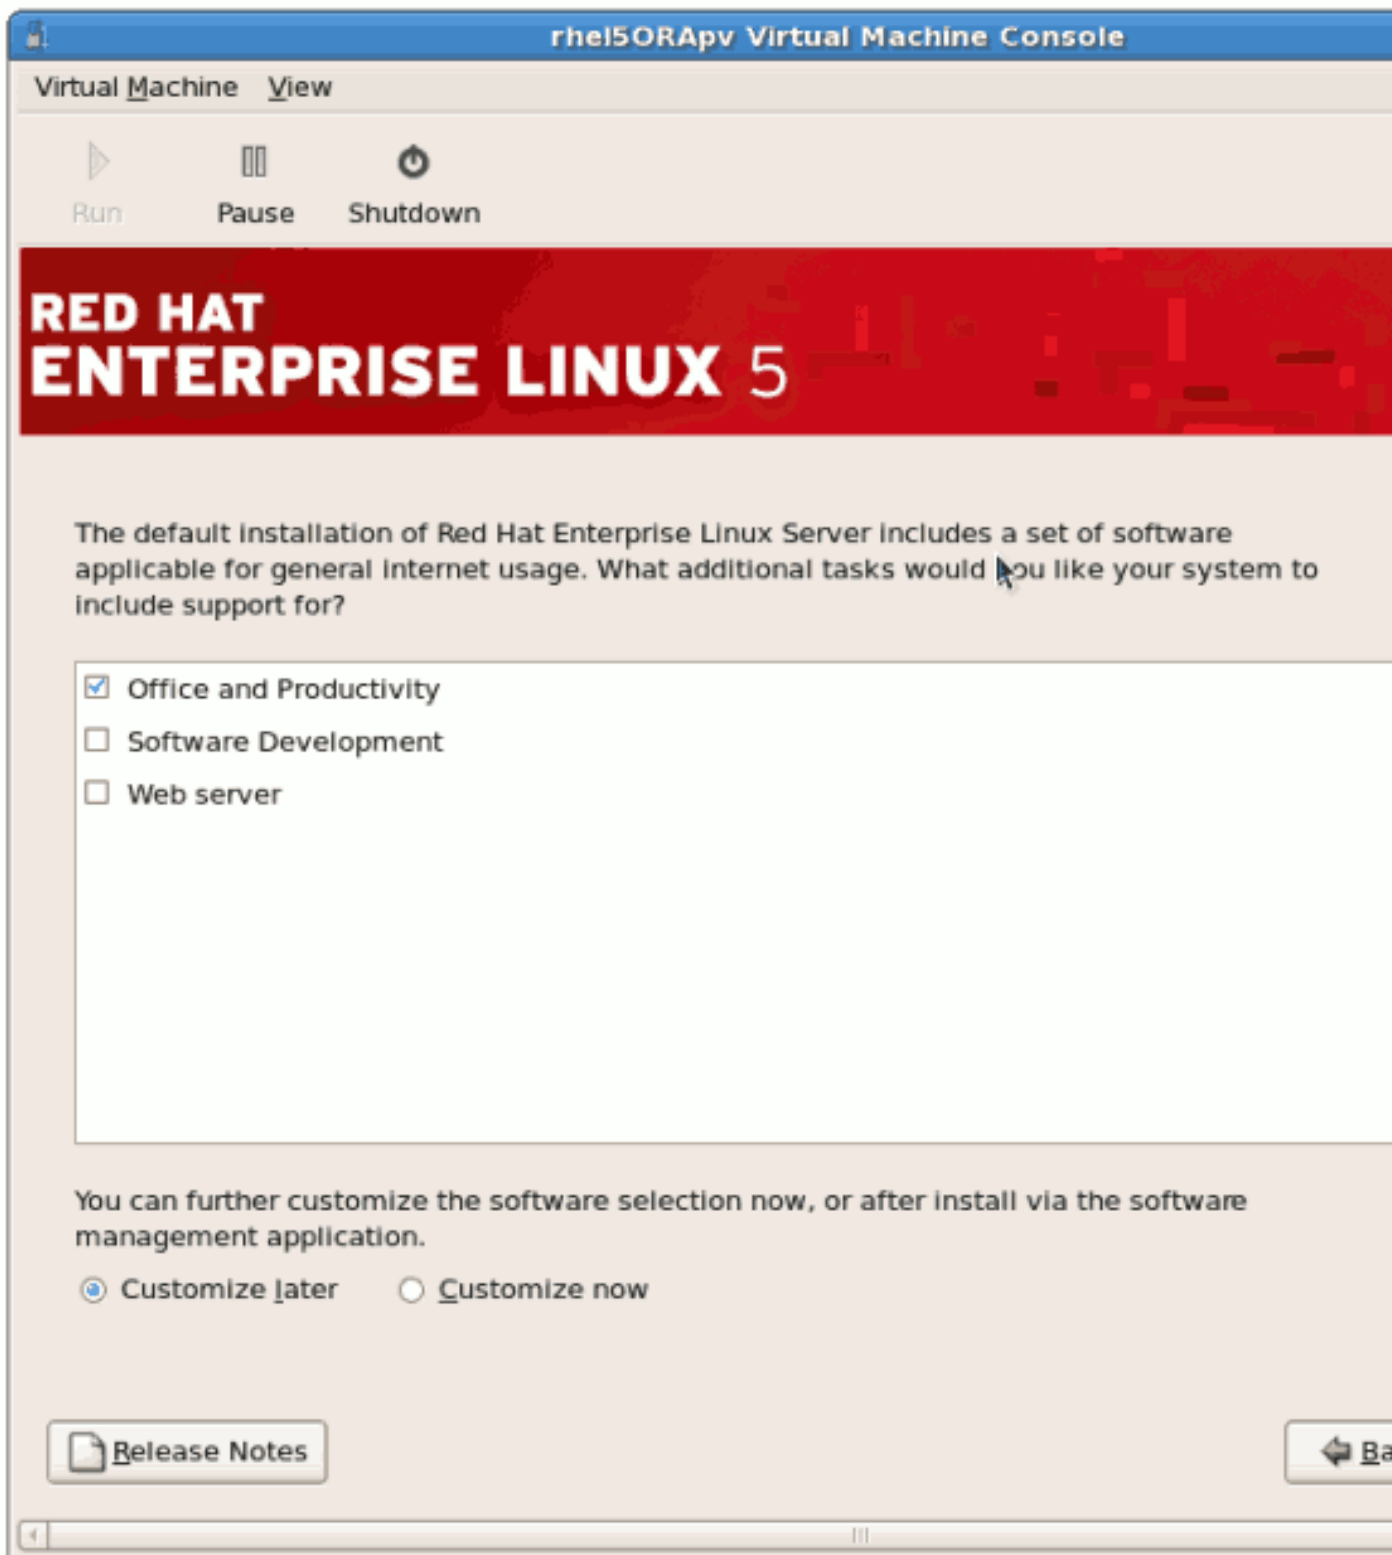 rhel5ORApv Virtual Machine Console
Virtual Machine View
Run Pause Shutdown
RED HAT
ENTERPRISE LINUX 5
The default installation of Red Hat Enterprise Linux Server includes a set of software
applicable for general internet usage. What additional tasks would you like your system to
include support for?
Office and Productivity
Software Development
Web server
You can further customize the software selection now, or after install via the software
management application.
Customize later Customize now
Release Notes Ba